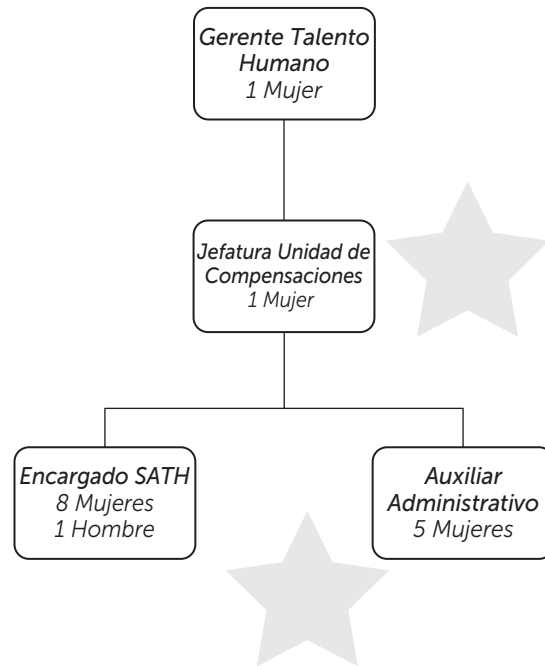 Gerente Talento
Humano
1 Mujer
Jefatura Unidad de
Compensaciones
1 Mujer
Encargado SATH
8 Mujeres
1 Hombre
Auxiliar
Administrativo
5 Mujeres